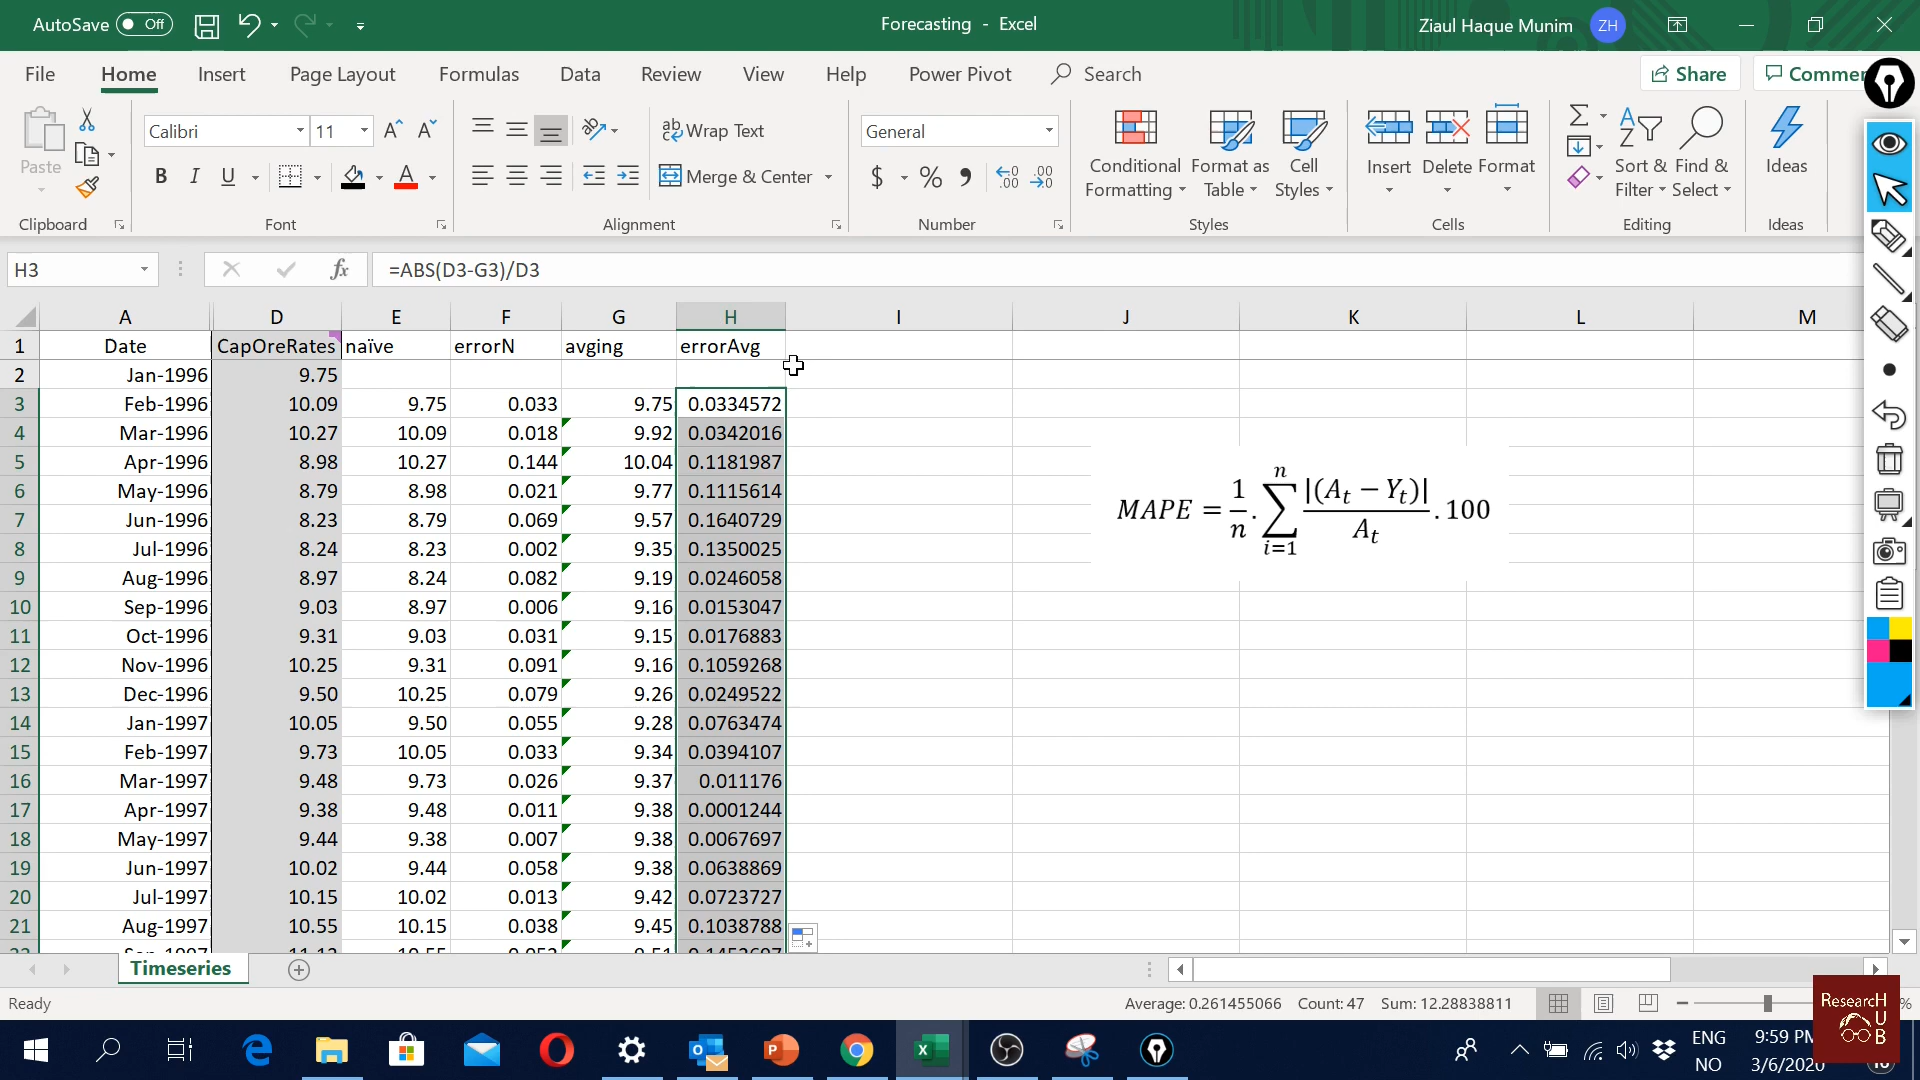 AutoSave Off Forecasting - Excel Ziaul Haque Munim ZH
File Home Insert Page Layout Formulas Data Review View Help Power Pivot Search Share Commer
Paste Calibri 11 A^ Aˇ Wrap Text General Conditional Formatting Format as Table Cell Styles Insert Delete Format Sort & Filter Find & Select Ideas
B I U A Merge & Center $ % , .00 .00
Clipboard Font Alignment Number Styles Cells Editing Ideas
H3 fx =ABS(D3-G3)/D3
A D E F G H I J K L M
1 Date CapOreRates naïve errorN avging errorAvg
2 Jan-1996 9.75
3 Feb-1996 10.09 9.75 0.033 9.75 0.0334572
4 Mar-1996 10.27 10.09 0.018 9.92 0.0342016
5 Apr-1996 8.98 10.27 0.144 10.04 0.1181987
6 May-1996 8.79 8.98 0.021 9.77 0.1115614
7 Jun-1996 8.23 8.79 0.069 9.57 0.1640729
8 Jul-1996 8.24 8.23 0.002 9.35 0.1350025
9 Aug-1996 8.97 8.24 0.082 9.19 0.0246058
10 Sep-1996 9.03 8.97 0.006 9.16 0.0153047
11 Oct-1996 9.31 9.03 0.031 9.15 0.0176883
12 Nov-1996 10.25 9.31 0.091 9.16 0.1059268
13 Dec-1996 9.50 10.25 0.079 9.26 0.0249522
14 Jan-1997 10.05 9.50 0.055 9.28 0.0763474
15 Feb-1997 9.73 10.05 0.033 9.34 0.0394107
16 Mar-1997 9.48 9.73 0.026 9.37 0.011176
17 Apr-1997 9.38 9.48 0.011 9.38 0.0001244
18 May-1997 9.44 9.38 0.007 9.38 0.0067697
19 Jun-1997 10.02 9.44 0.058 9.38 0.0638869
20 Jul-1997 10.15 10.02 0.013 9.42 0.0723727
21 Aug-1997 10.55 10.15 0.038 9.45 0.1038788
MAPE = 1/n . ∑ⁿᵢ₌₁ |(Aₜ − Yₜ)|/Aₜ . 100
Timeseries
Ready Average: 0.261455066 Count: 47 Sum: 12.28838811 %
ResearcH
U
B
ENG 9:59 PM
NO 3/6/2020